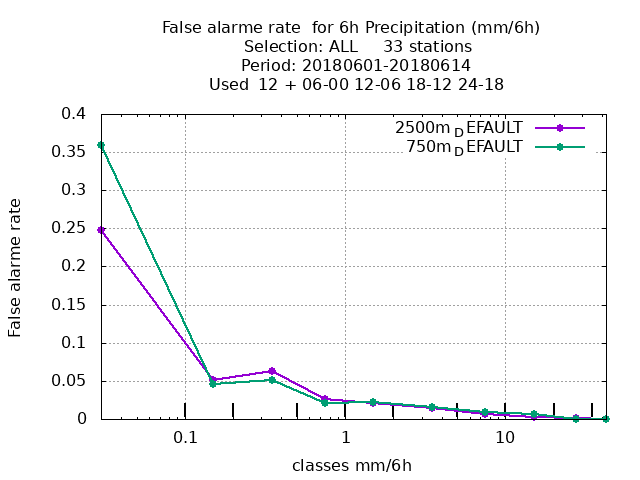 False alarme rate  for 6h Precipitation (mm/6h)
Selection: ALL     33 stations
Period: 20180601-20180614
Used  12 + 06-00 12-06 18-12 24-18
2500m_DEFAULT
750m_DEFAULT
0.4
0.35
0.3
0.25
0.2
0.15
0.1
0.05
0
False alarme rate
0.1 1 10
classes mm/6h